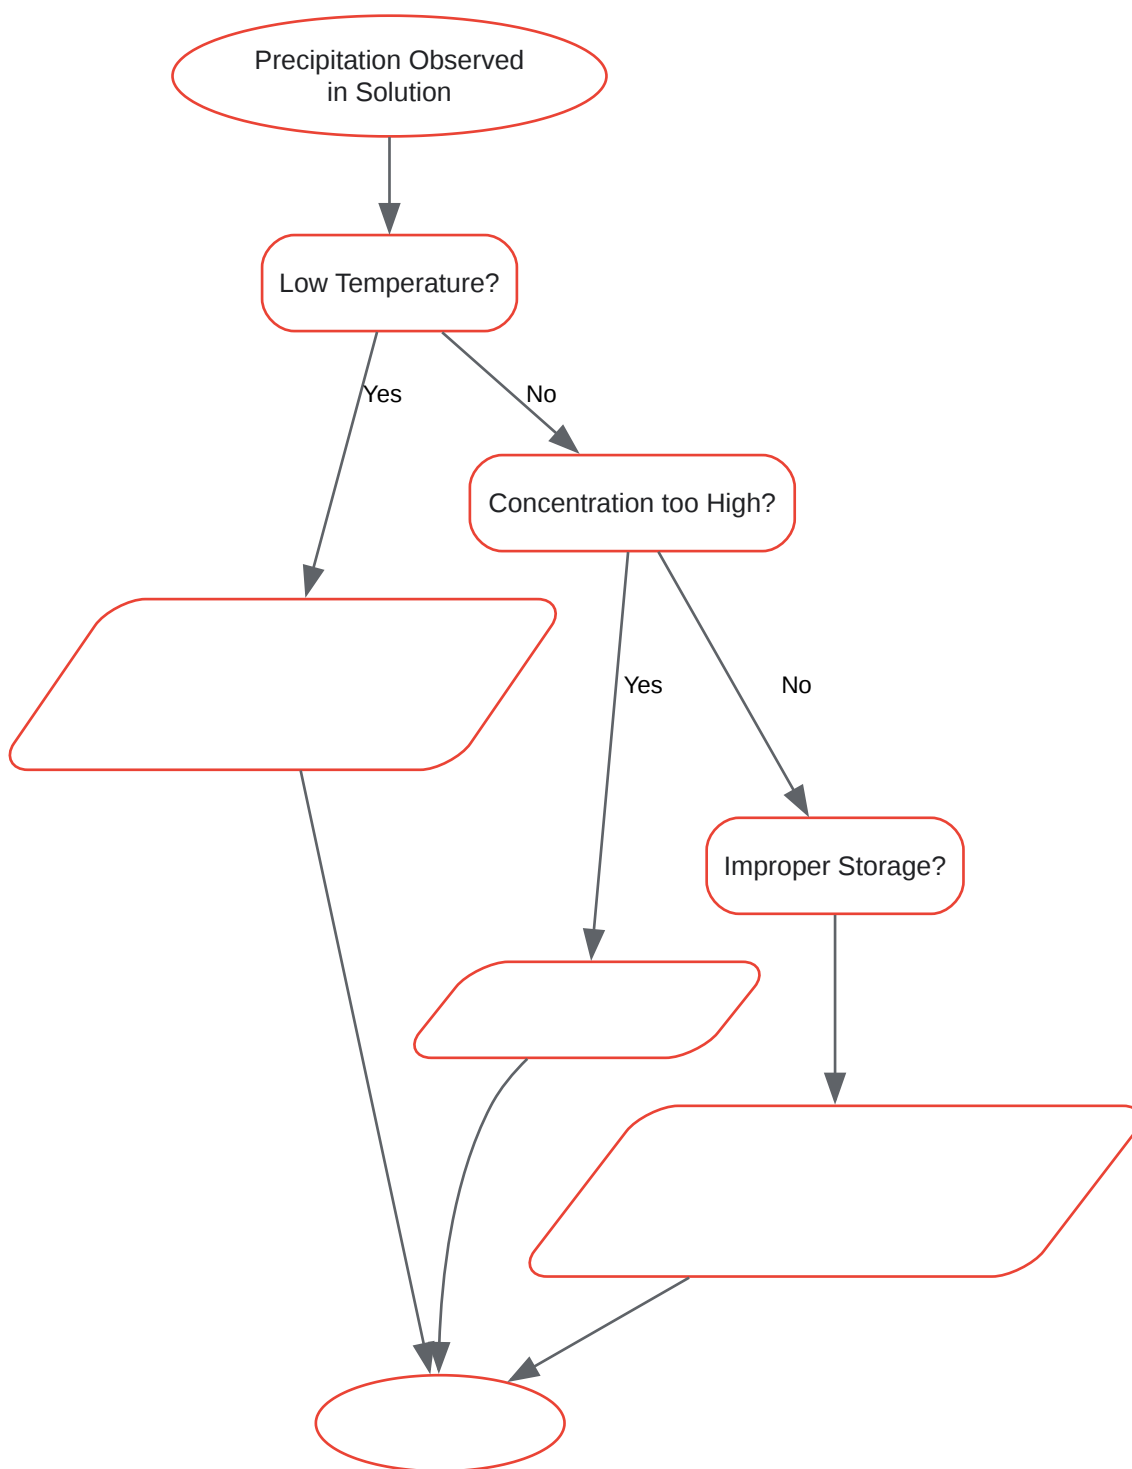 Precipitation Observed
in Solution
Low Temperature?
Yes
No
Concentration too High?
Yes
No
Improper Storage?